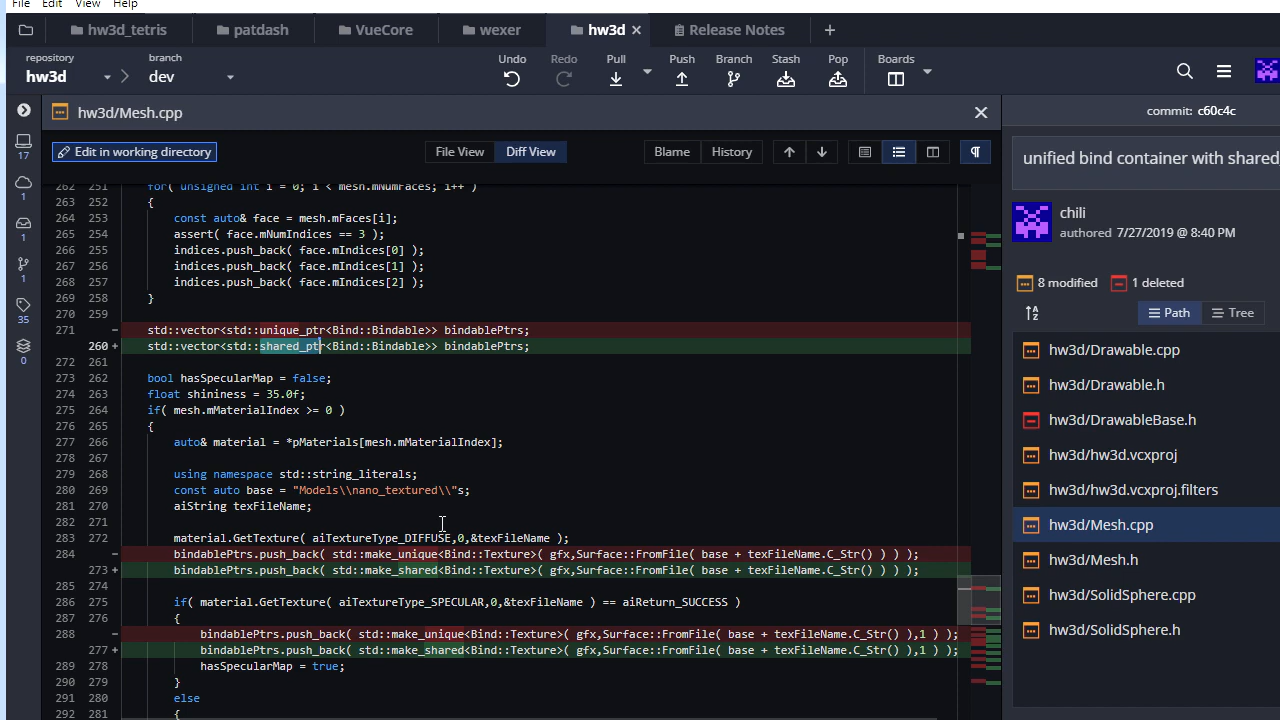 File Edit View Help
hw3d_tetris patdash VueCore wexer hw3d Release Notes
repository branch Undo Redo Pull Push Branch Stash Pop Boards
hw3d dev
hw3d/Mesh.cpp
commit: c60c4c
Edit in working directory File View Diff View Blame History
unified bind container with shared
chili
authored 7/27/2019 @ 8:40 PM
8 modified 1 deleted
Path Tree
hw3d/Drawable.cpp
hw3d/Drawable.h
hw3d/DrawableBase.h
hw3d/hw3d.vcxproj
hw3d/hw3d.vcxproj.filters
hw3d/Mesh.cpp
hw3d/Mesh.h
hw3d/SolidSphere.cpp
hw3d/SolidSphere.h
17
1
1
1
35
0
262 251 for( unsigned int i = 0; i < mesh.mNumFaces; i++ )
263 252 {
264 253 const auto& face = mesh.mFaces[i];
265 254 assert( face.mNumIndices == 3 );
266 255 indices.push_back( face.mIndices[0] );
267 256 indices.push_back( face.mIndices[1] );
268 257 indices.push_back( face.mIndices[2] );
269 258 }
270 259
271 - std::vector<std::unique_ptr<Bind::Bindable>> bindablePtrs;
260 + std::vector<std::shared_ptr<Bind::Bindable>> bindablePtrs;
272 261
273 262 bool hasSpecularMap = false;
274 263 float shininess = 35.0f;
275 264 if( mesh.mMaterialIndex >= 0 )
276 265 {
277 266 auto& material = *pMaterials[mesh.mMaterialIndex];
278 267
279 268 using namespace std::string_literals;
280 269 const auto base = "Models\\nano_textured\\"s;
281 270 aiString texFileName;
282 271
283 272 material.GetTexture( aiTextureType_DIFFUSE,0,&texFileName );
284 - bindablePtrs.push_back( std::make_unique<Bind::Texture>( gfx,Surface::FromFile( base + texFileName.C_Str() ) ) );
273 + bindablePtrs.push_back( std::make_shared<Bind::Texture>( gfx,Surface::FromFile( base + texFileName.C_Str() ) ) );
285 274
286 275 if( material.GetTexture( aiTextureType_SPECULAR,0,&texFileName ) == aiReturn_SUCCESS )
287 276 {
288 - bindablePtrs.push_back( std::make_unique<Bind::Texture>( gfx,Surface::FromFile( base + texFileName.C_Str() ),1 ) );
277 + bindablePtrs.push_back( std::make_shared<Bind::Texture>( gfx,Surface::FromFile( base + texFileName.C_Str() ),1 ) );
289 278 hasSpecularMap = true;
290 279 }
291 280 else
292 281 {